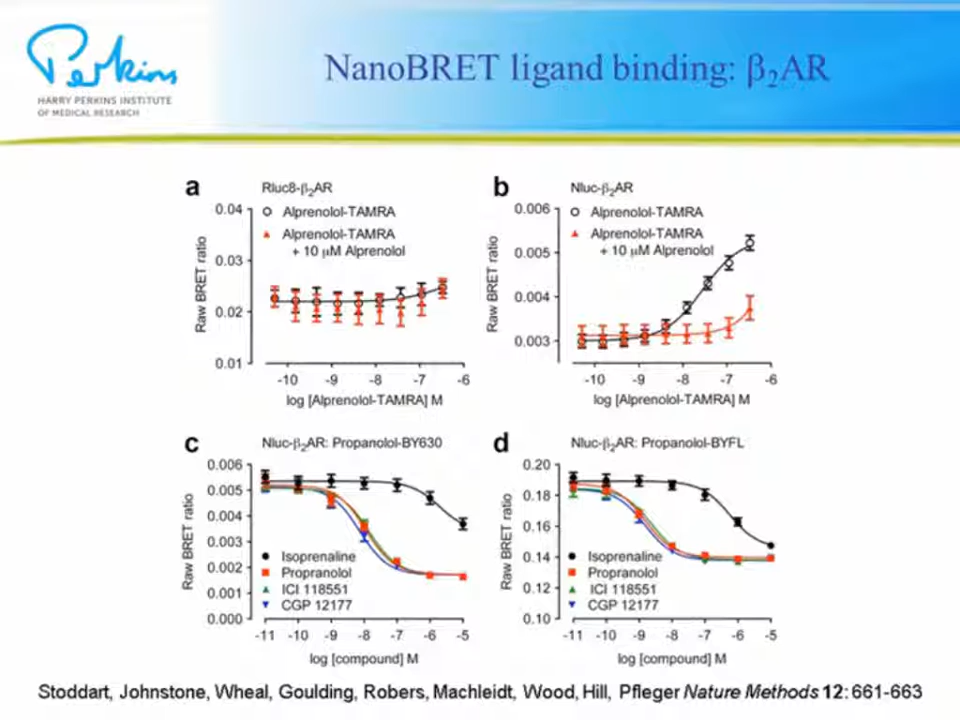 Perkins
HARRY PERKINS INSTITUTE
OF MEDICAL RESEARCH
NanoBRET ligand binding: β₂AR
a
Rluc8-β₂AR
Alprenolol-TAMRA
Alprenolol-TAMRA
+ 10 μM Alprenolol
Raw BRET ratio
0.04
0.03
0.02
0.01
-10 -9 -8 -7 -6
log [Alprenolol-TAMRA] M
b
Nluc-β₂AR
Alprenolol-TAMRA
Alprenolol-TAMRA
+ 10 μM Alprenolol
Raw BRET ratio
0.006
0.005
0.004
0.003
-10 -9 -8 -7 -6
log [Alprenolol-TAMRA] M
c
Nluc-β₂AR: Propanolol-BY630
Raw BRET ratio
0.006
0.005
0.004
0.003
0.002
0.001
0.000
Isoprenaline
Propranolol
ICI 118551
CGP 12177
-11 -10 -9 -8 -7 -6 -5
log [compound] M
d
Nluc-β₂AR: Propanolol-BYFL
Raw BRET ratio
0.20
0.18
0.16
0.14
0.12
0.10
Isoprenaline
Propranolol
ICI 118551
CGP 12177
-11 -10 -9 -8 -7 -6 -5
log [compound] M
Stoddart, Johnstone, Wheal, Goulding, Robers, Machleidt, Wood, Hill, Pfleger Nature Methods 12: 661-663